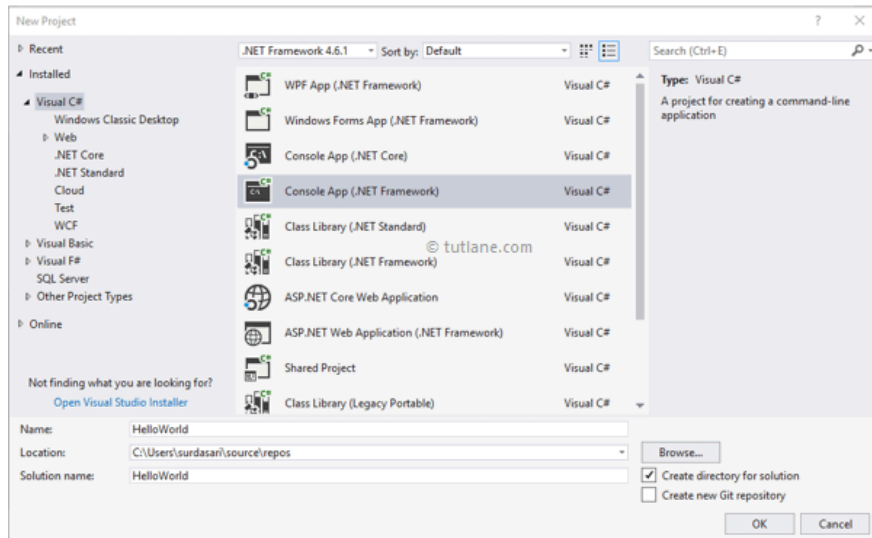 New Project
? ×
Recent
.NET Framework 4.6.1
Sort by: Default
Search (Ctrl+E)
Installed
Visual C#
Windows Classic Desktop
Web
.NET Core
.NET Standard
Cloud
Test
WCF
Visual Basic
Visual F#
SQL Server
Other Project Types
Online
Not finding what you are looking for?
Open Visual Studio Installer
WPF App (.NET Framework) Visual C#
Windows Forms App (.NET Framework) Visual C#
Console App (.NET Core) Visual C#
Console App (.NET Framework) Visual C#
Class Library (.NET Standard) Visual C#
© tutlane.com
Class Library (.NET Framework) Visual C#
ASP.NET Core Web Application Visual C#
ASP.NET Web Application (.NET Framework) Visual C#
Shared Project Visual C#
Class Library (Legacy Portable) Visual C#
Type: Visual C#
A project for creating a command-line
application
Name: HelloWorld
Location: C:\Users\surdasari\source\repos
Browse...
Solution name: HelloWorld
Create directory for solution
Create new Git repository
OK Cancel